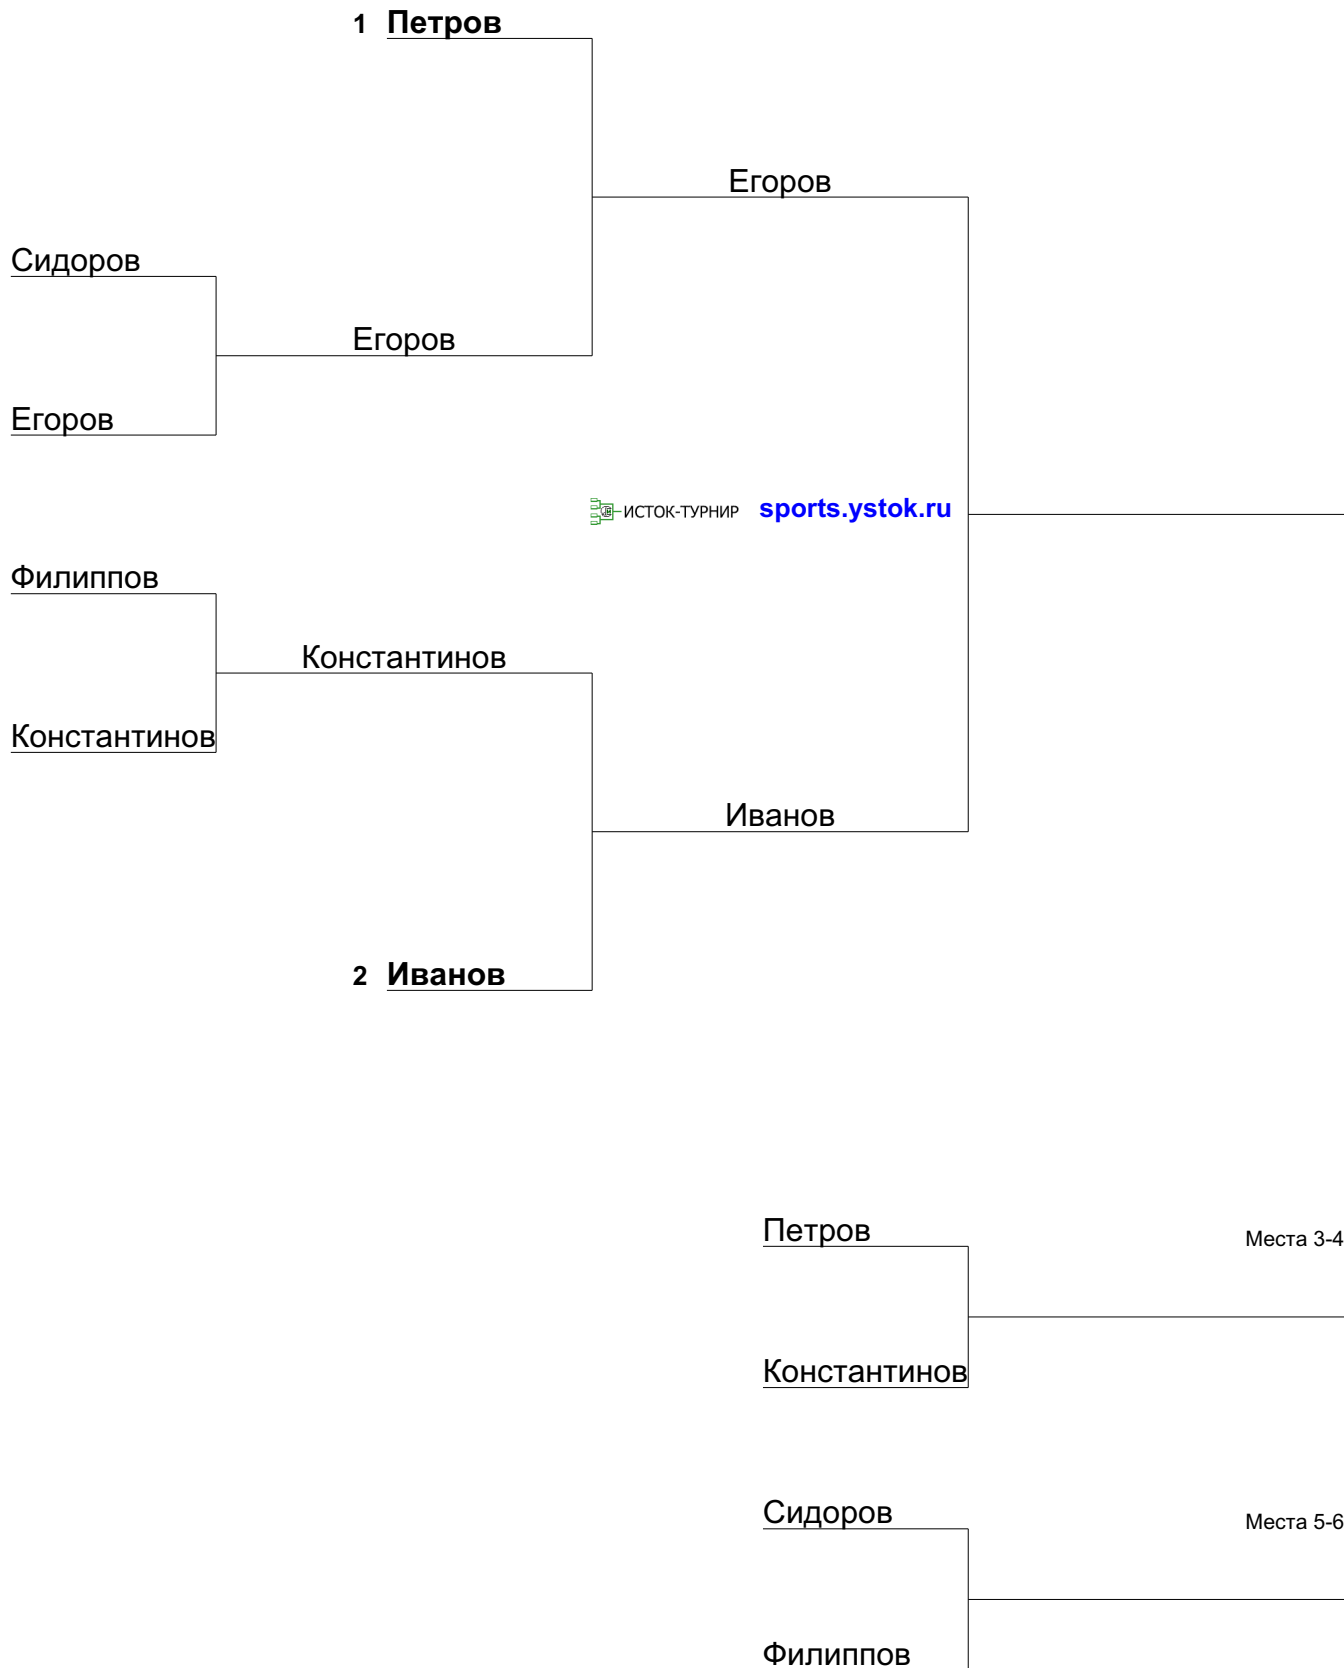 1 Петров
Егоров
Сидоров
Егоров
Егоров
ИСТОК-ТУРНИР sports.ystok.ru
Филиппов
Константинов
Константинов
Иванов
2 Иванов
Петров
Места 3-4
Константинов
Сидоров
Места 5-6
Филиппов